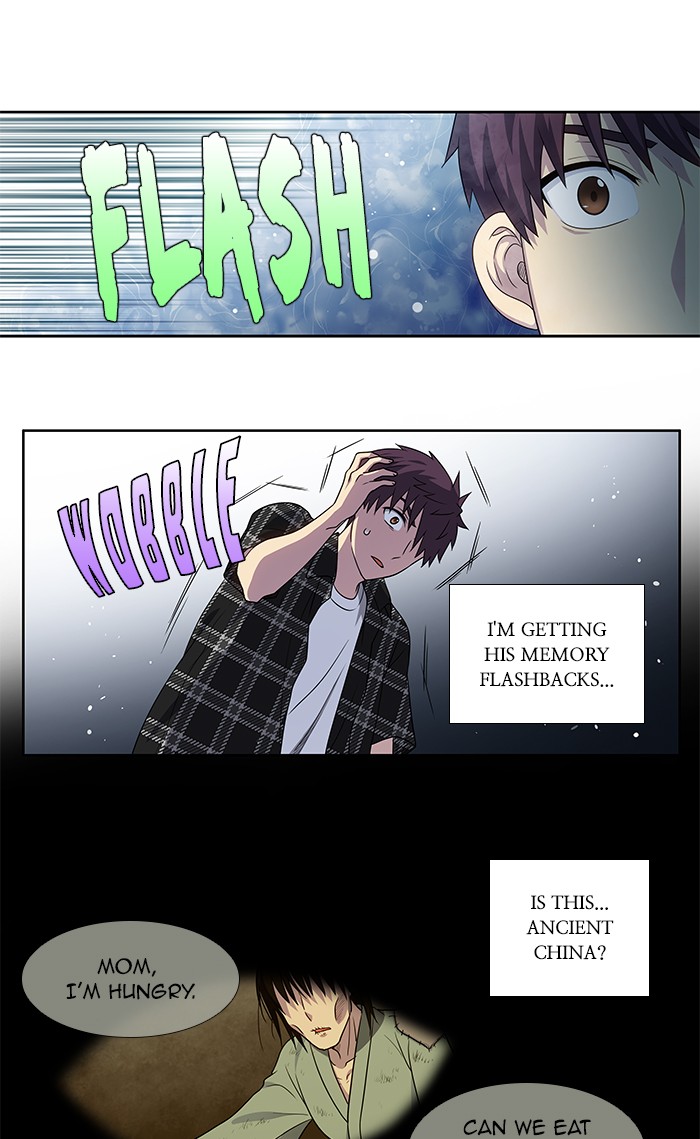 FLASH
WOBBLE
I'M GETTING
HIS MEMORY
FLASHBACKS...
IS THIS...
ANCIENT
CHINA?
MOM,
I'M HUNGRY.
CAN WE EAT